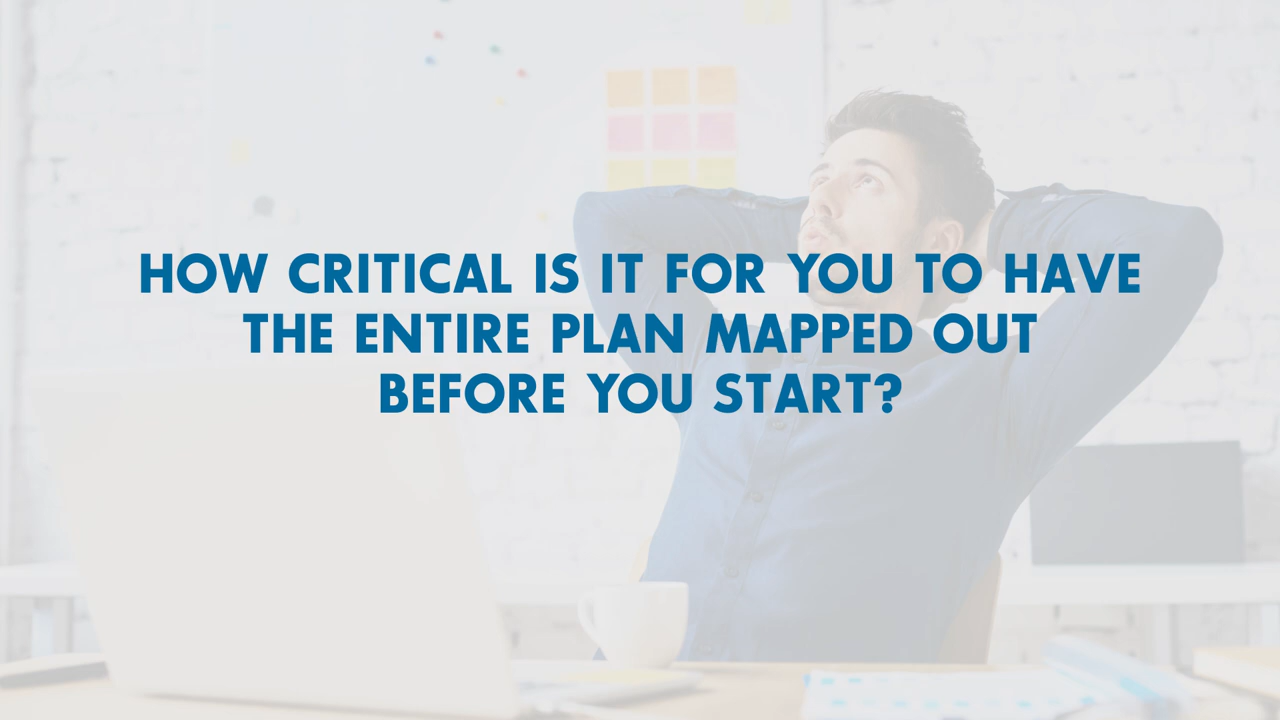 HOW CRITICAL IS IT FOR YOU TO HAVE
THE ENTIRE PLAN MAPPED OUT
BEFORE YOU START?